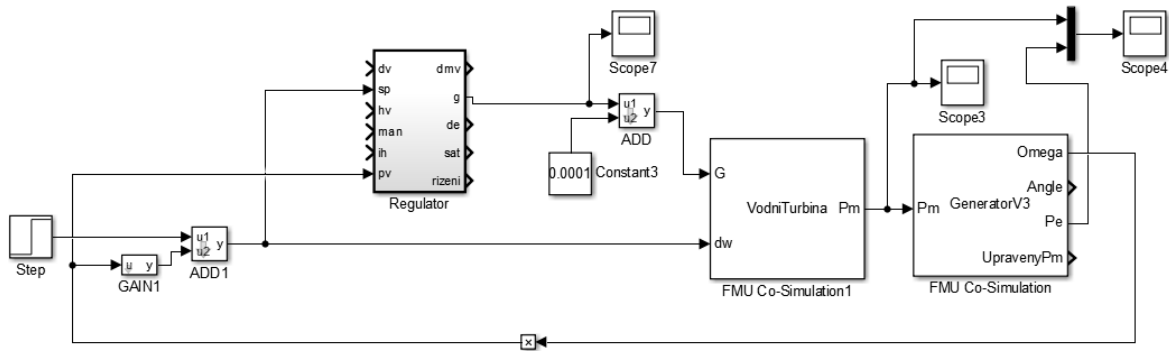 dv
sp
hv
man
ih
pv
dmv
g
de
sat
rizeni
Regulator
Scope7
u1
u2
y
ADD
0.0001
Constant3
Scope3
Scope4
G
dw
VodniTurbina
Pm
FMU Co-Simulation1
Pm
GeneratorV3
Omega
Angle
Pe
UpravenyPm
FMU Co-Simulation
Step
u
y
GAIN1
u1
u2
y
ADD1
x